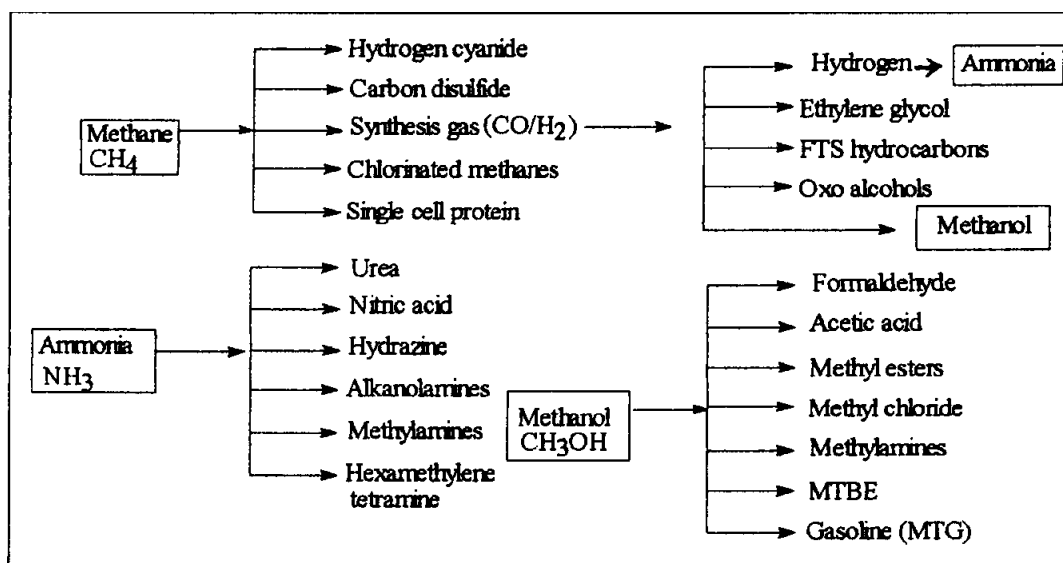 Hydrogen cyanide
Carbon disulfide
Methane
CH4
Synthesis gas (CO/H2)
Chlorinated methanes
Single cell protein
Hydrogen
Ammonia
Ethylene glycol
FTS hydrocarbons
Oxo alcohols
Methanol
Urea
Nitric acid
Ammonia
NH3
Hydrazine
Alkanolamines
Methylamines
Hexamethylene
tetramine
Methanol
CH3OH
Formaldehyde
Acetic acid
Methyl esters
Methyl chloride
Methylamines
MTBE
Gasoline (MTG)